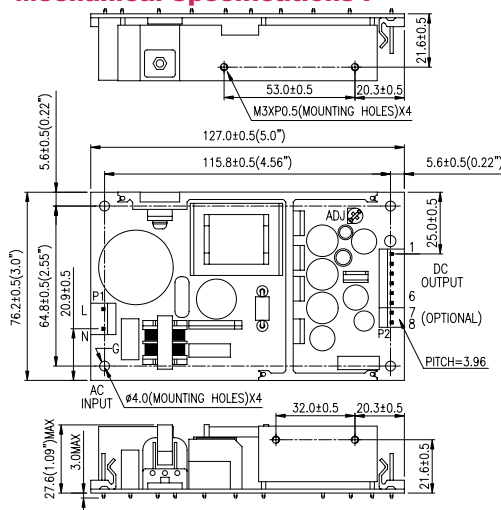 Mechanical Specifications :
21.6±0.5
53.0±0.5
20.3±0.5
M3XP0.5(MOUNTING HOLES)X4
127.0±0.5(5.0")
115.8±0.5(4.56")
5.6±0.5(0.22")
5.6±0.5(0.22")
76.2±0.5(3.0")
64.8±0.5(2.55")
20.9±0.5
25.0±0.5
ADJ
1
DC
OUTPUT
6
7
(OPTIONAL)
8
P2
P1
L
N
G
PITCH=3.96
AC
INPUT
ø4.0(MOUNTING HOLES)X4
32.0±0.5
20.3±0.5
27.6(1.09")MAX
3.0MAX
21.6±0.5